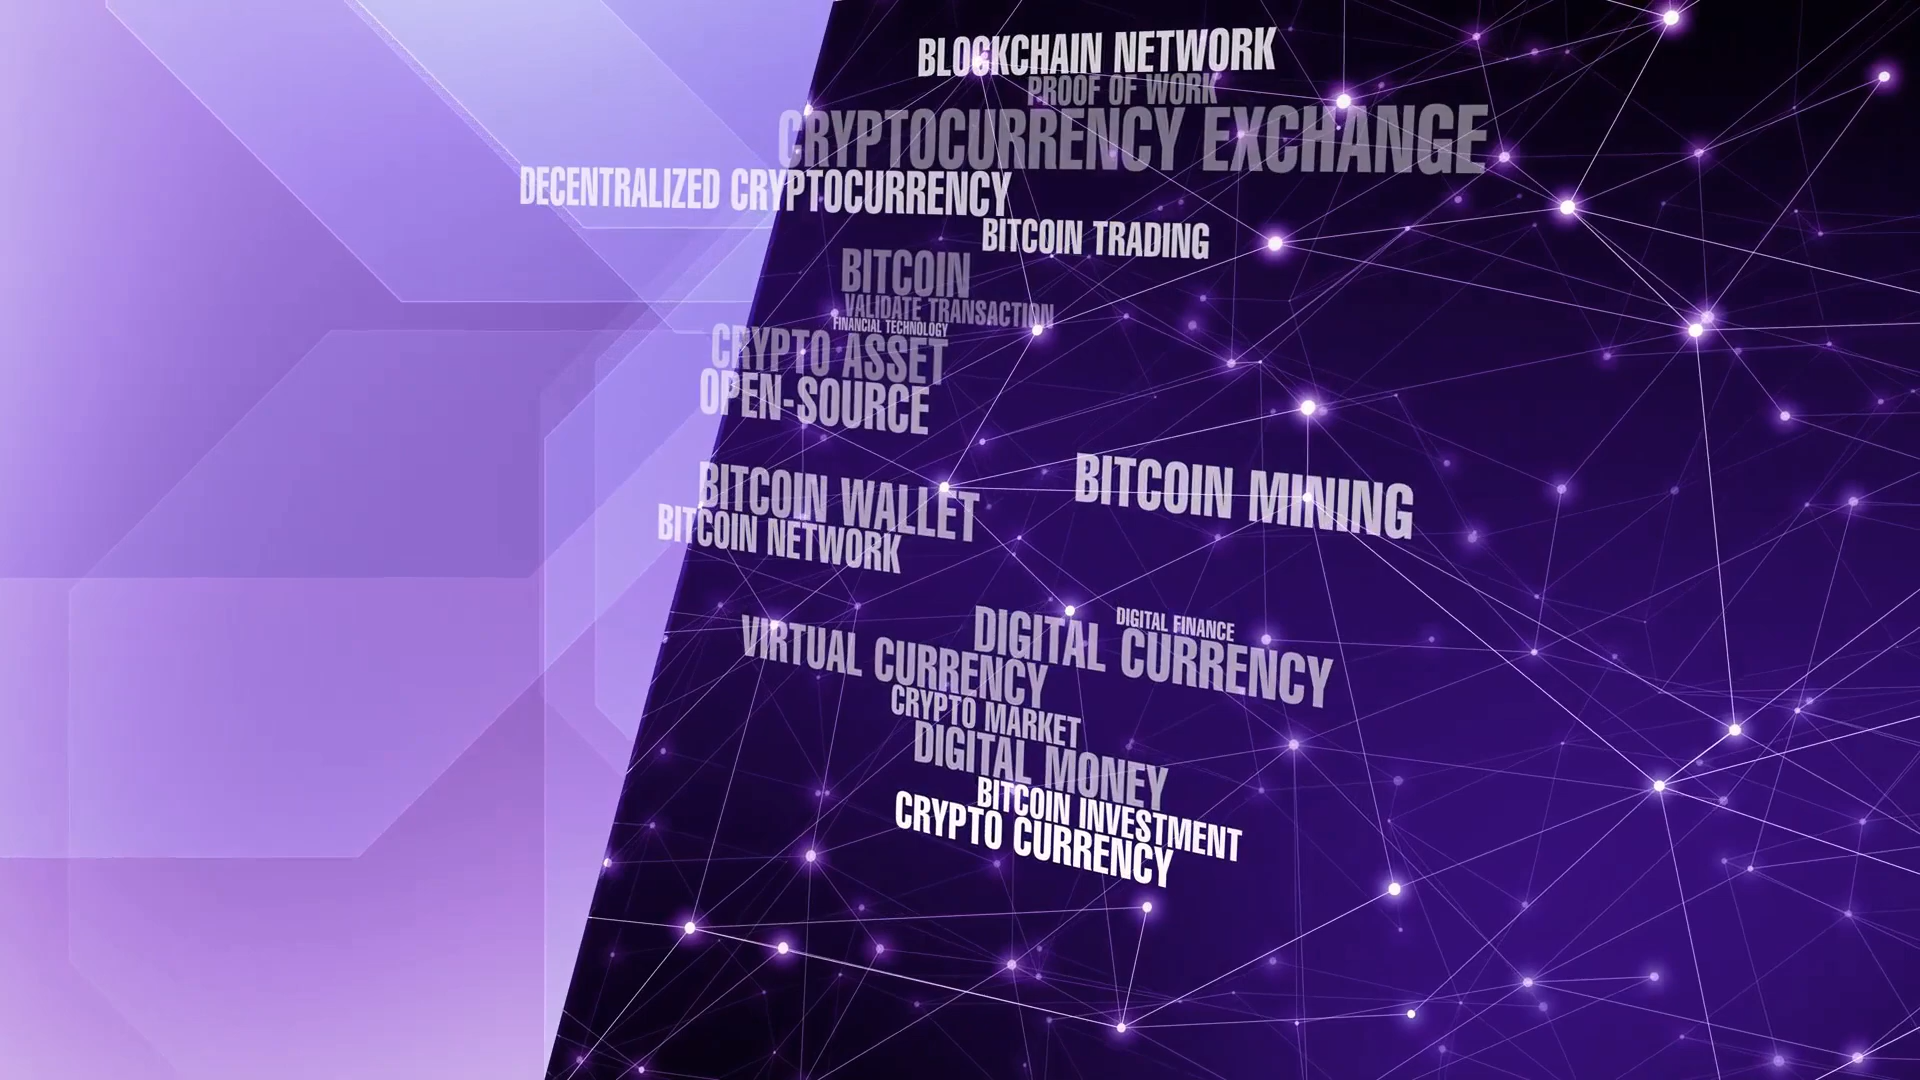 BLOCKCHAIN NETWORK
PROOF OF WORK
CRYPTOCURRENCY EXCHANGE
DECENTRALIZED CRYPTOCURRENCY
BITCOIN TRADING
BITCOIN
VALIDATE TRANSACTION
FINANCIAL TECHNOLOGY
CRYPTO ASSET
OPEN-SOURCE
BITCOIN WALLET
BITCOIN MINING
BITCOIN NETWORK
DIGITAL FINANCE
DIGITAL CURRENCY
VIRTUAL CURRENCY
CRYPTO MARKET
DIGITAL MONEY
BITCOIN INVESTMENT
CRYPTO CURRENCY